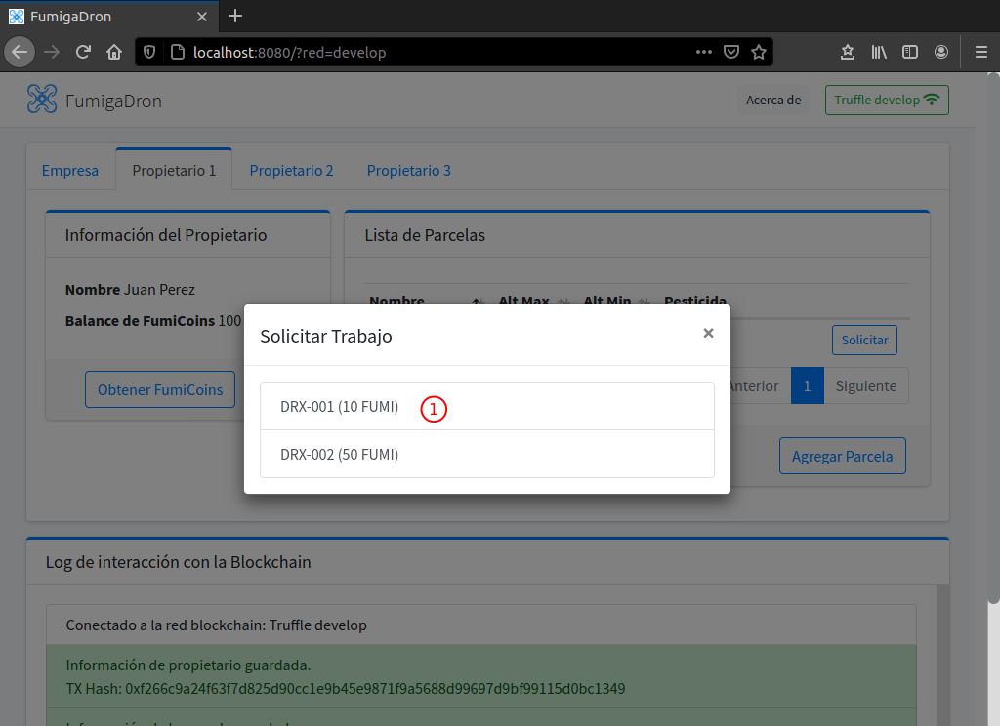 FumigaDron
localhost:8080/?red=develop
FumigaDron
Acerca de
Truffle develop
Empresa
Propietario 1
Propietario 2
Propietario 3
Información del Propietario
Nombre Juan Perez
Balance de FumiCoins 100
Obtener FumiCoins
Lista de Parcelas
Nombre Alt Max Alt Min Pesticida
Solicitar
Anterior 1 Siguiente
Agregar Parcela
Solicitar Trabajo
×
DRX-001 (10 FUMI) 1
DRX-002 (50 FUMI)
Log de interacción con la Blockchain
Conectado a la red blockchain: Truffle develop
Información de propietario guardada.
TX Hash: 0xf266c9a24f63f7d825d90cc1e9b45e9871f9a5688d99697d9bf99115d0bc1349